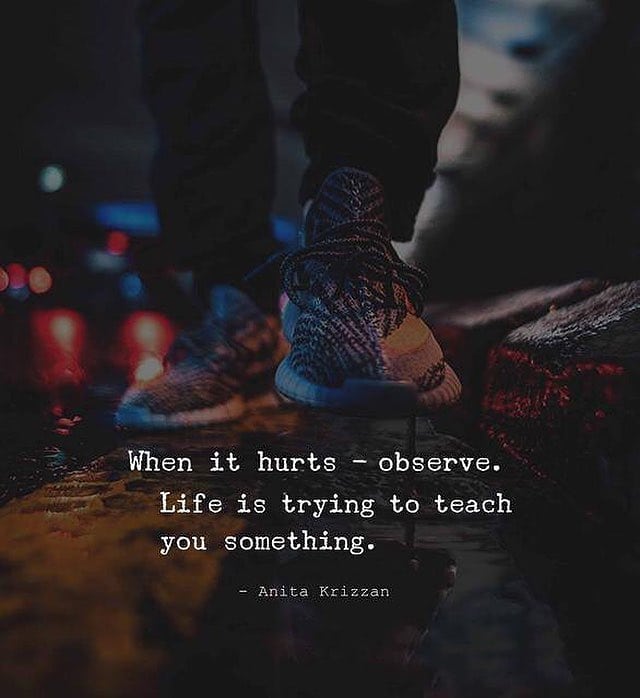 When it hurts – observe.
Life is trying to teach
you something.
– Anita Krizzan